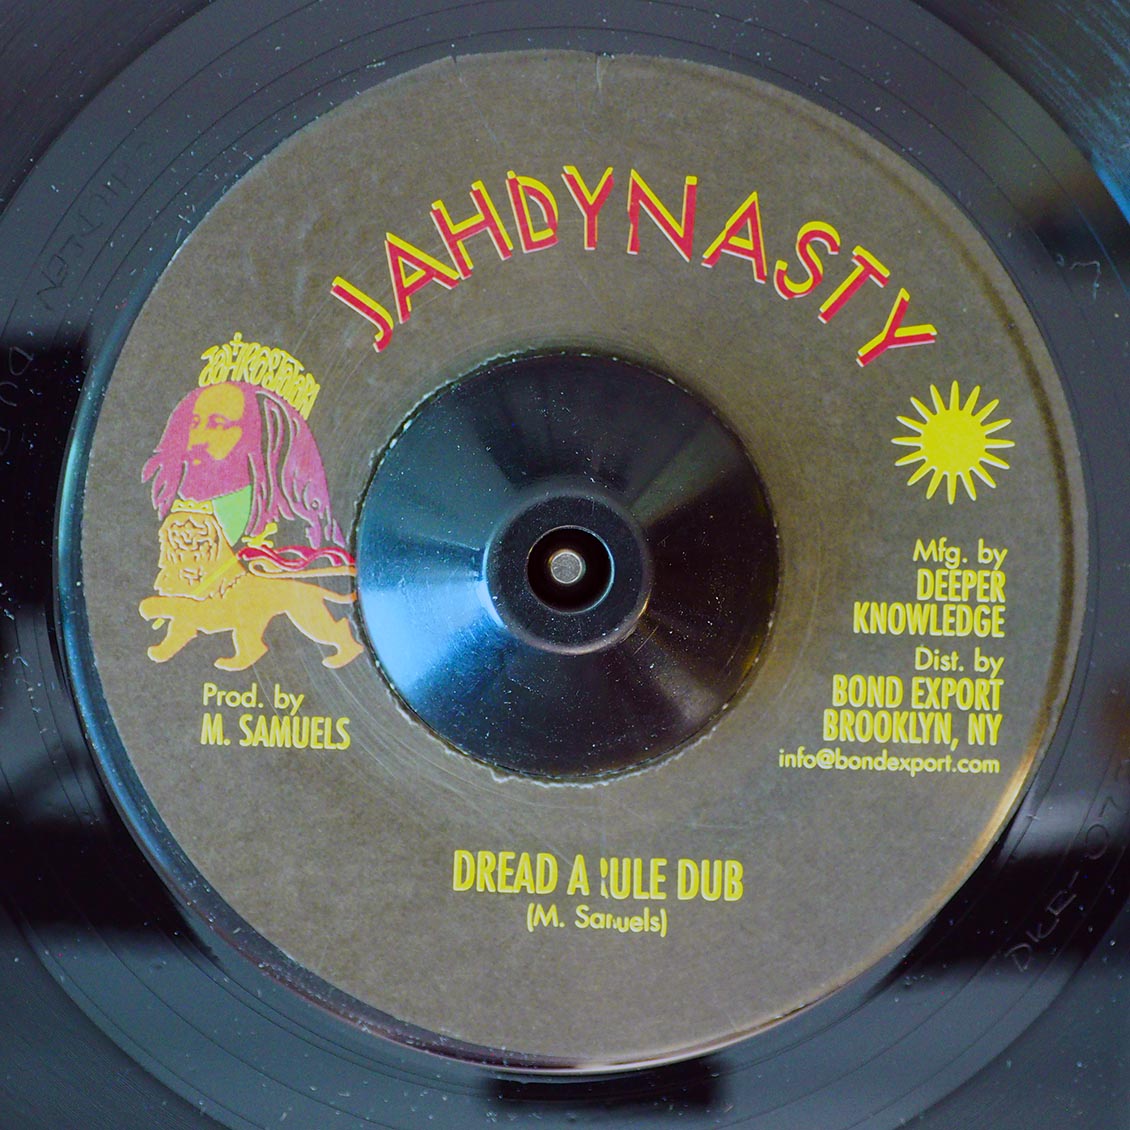 JAHDYNASTY
JAHRASTAFARI
Mfg. by
DEEPER
KNOWLEDGE
Dist. by
BOND EXPORT
BROOKLYN, NY
info@bondexport.com
Prod. by
M. SAMUELS
DREAD A RULE DUB
(M. Samuels)